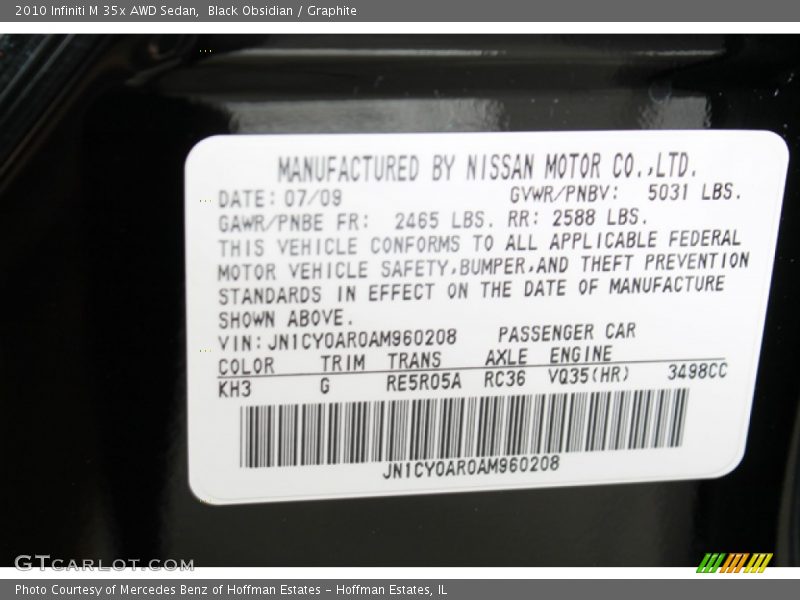 2010 Infiniti M 35x AWD Sedan,  Black Obsidian / Graphite
MANUFACTURED BY NISSAN MOTOR CO.,LTD.
DATE: 07/09 GVWR/PNBV: 5031 LBS.
GAWR/PNBE FR: 2465 LBS. RR: 2588 LBS.
THIS VEHICLE CONFORMS TO ALL APPLICABLE FEDERAL
MOTOR VEHICLE SAFETY,BUMPER,AND THEFT PREVENTION
STANDARDS IN EFFECT ON THE DATE OF MANUFACTURE
SHOWN ABOVE.
VIN: JN1CY0AR0AM960208 PASSENGER CAR
COLOR TRIM TRANS AXLE ENGINE
KH3 G RE5R05A RC36 VQ35(HR) 3498CC
JN1CY0AR0AM960208
GTCARLOT.COM
Photo Courtesy of Mercedes Benz of Hoffman Estates - Hoffman Estates, IL